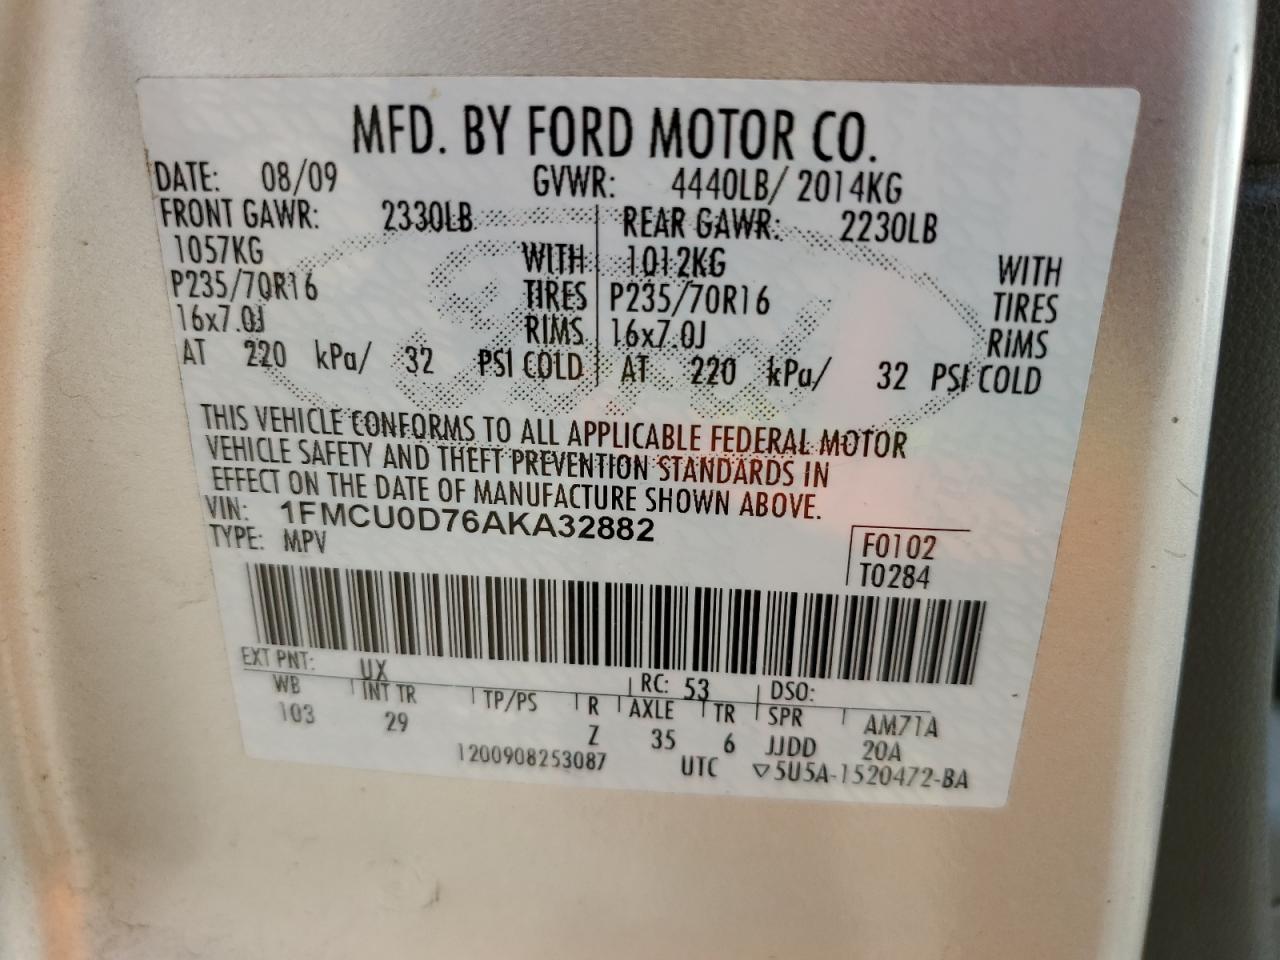 MFD. BY FORD MOTOR CO.
DATE: 08/09 GVWR: 4440LB/ 2014KG
FRONT GAWR: 2330LB REAR GAWR: 2230LB
1057KG WITH 1012KG WITH
P235/70R16 TIRES P235/70R16 TIRES
16x7.0J RIMS 16x7.0J RIMS
AT 220 kPa/ 32 PSI COLD AT 220 kPa/ 32 PSI COLD
THIS VEHICLE CONFORMS TO ALL APPLICABLE FEDERAL MOTOR
VEHICLE SAFETY AND THEFT PREVENTION STANDARDS IN
EFFECT ON THE DATE OF MANUFACTURE SHOWN ABOVE.
VIN: 1FMCU0D76AKA32882
TYPE: MPV
F0102
T0284
EXT PNT: UX RC: 53 DSO:
WB INT TR TP/PS R AXLE TR SPR AM71A
103 29 Z 35 6 JJDD 20A
1200908253087 UTC ▽5U5A-1520472-BA